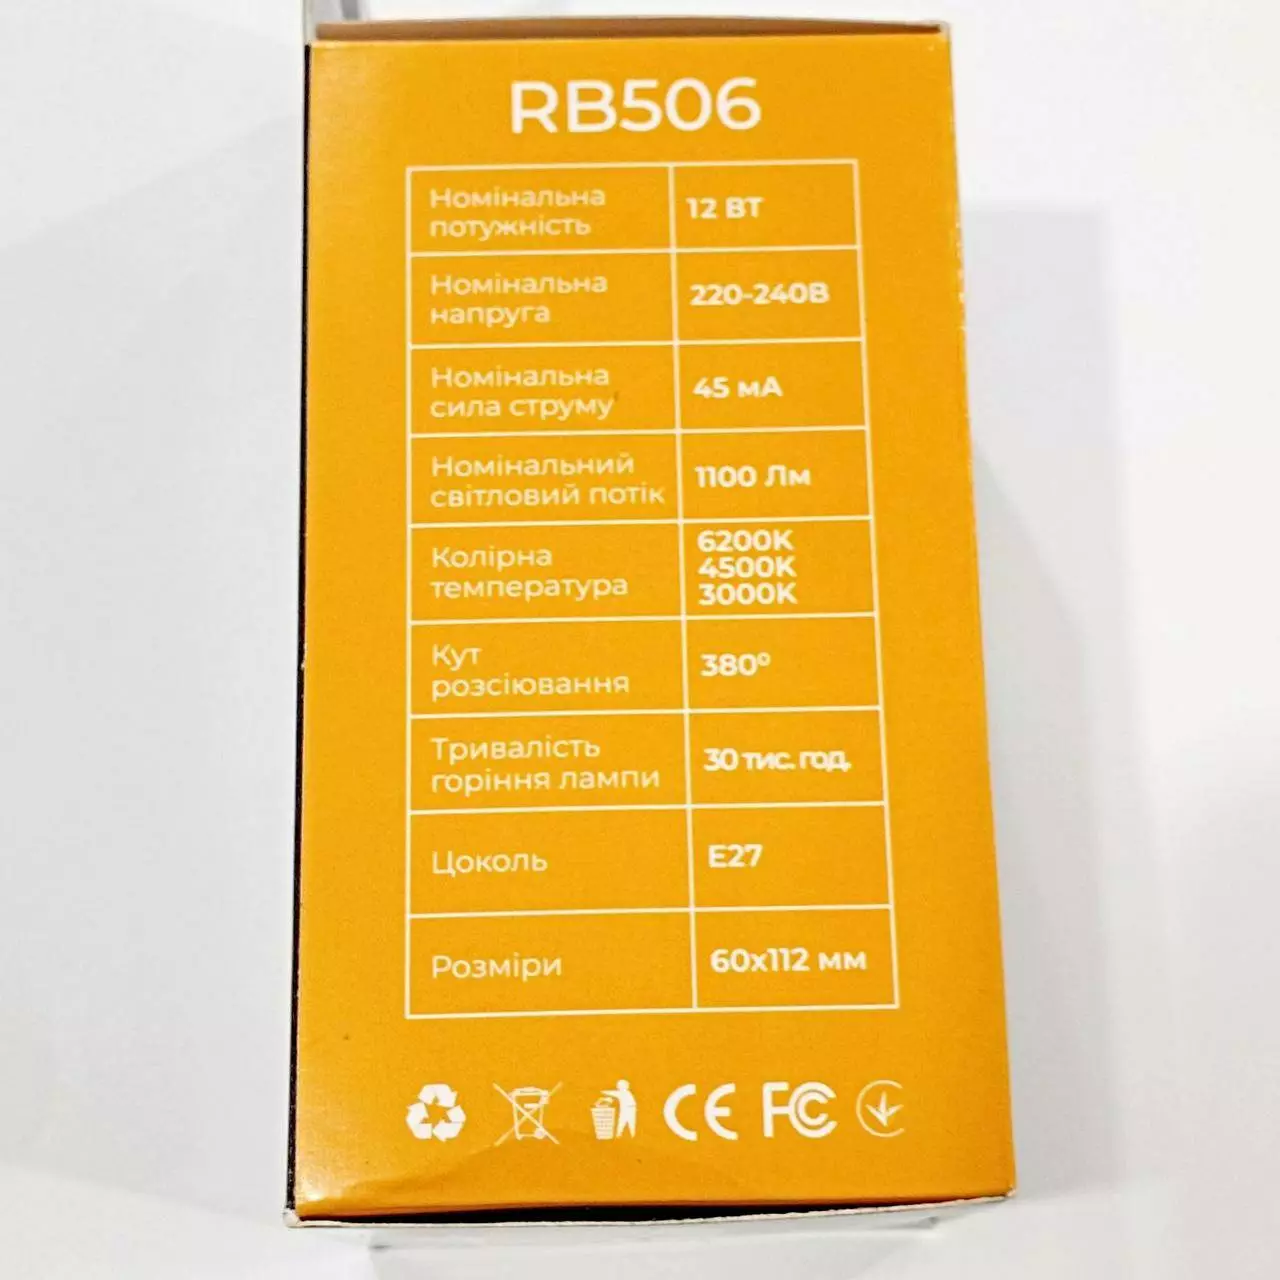 RB506
Номінальна
потужність
12 ВТ
Номінальна
напруга
220-240В
Номінальна
сила струму
45 мА
Номінальний
світловий потік
1100 Лм
Колірна
температура
6200K
4500K
3000K
Кут
розсіювання
380°
Тривалість
горіння лампи
30 тис. год.
Цоколь
E27
Розміри
60x112 мм
CE FC